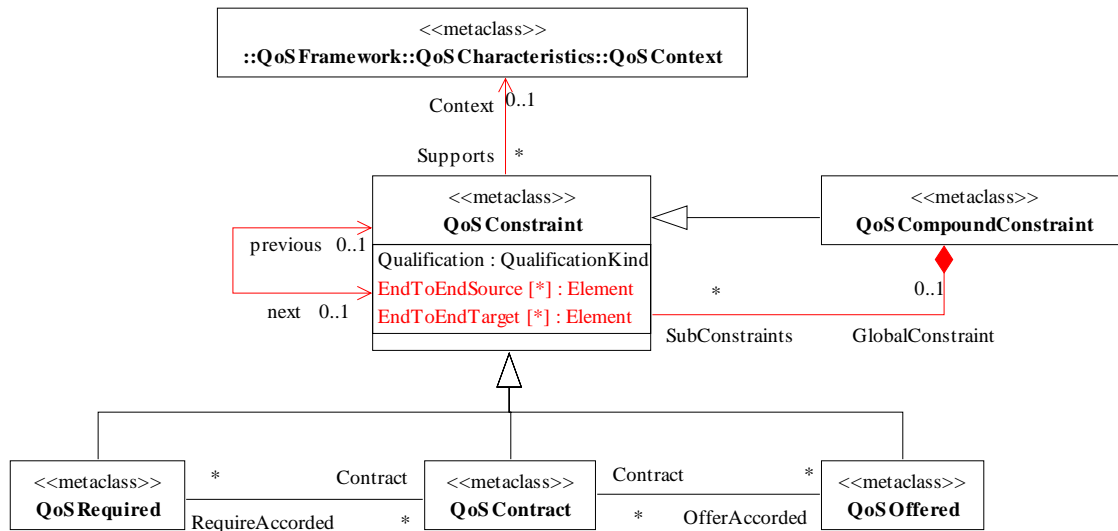 <<metaclass>>
::QoSFramework::QoSCharacteristics::QoSContext
Context 0..1
Supports *
<<metaclass>>
QoSConstraint
<<metaclass>>
QoSCompoundConstraint
previous 0..1
Qualification : QualificationKind
EndToEndSource [*] : Element
* 0..1
next 0..1
EndToEndTarget [*] : Element
SubConstraints GlobalConstraint
<<metaclass>>
QoSRequired
* Contract
RequireAccorded *
<<metaclass>>
QoSContract
Contract *
* OfferAccorded
<<metaclass>>
QoSOffered